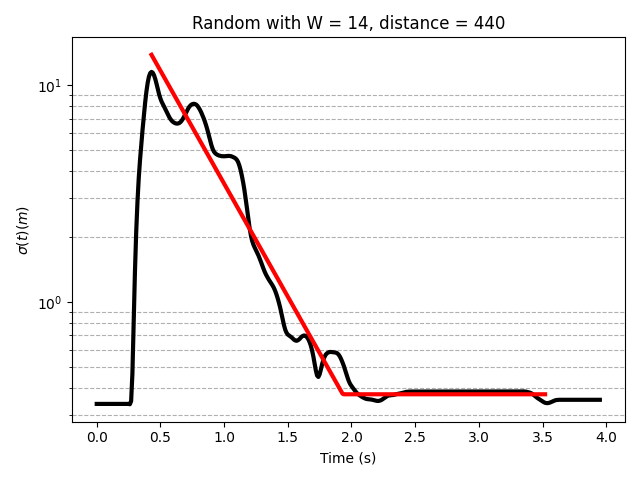 Random with W = 14, distance = 440
10¹
10⁰
σ(t)(m)
0.0 0.5 1.0 1.5 2.0 2.5 3.0 3.5 4.0
Time (s)